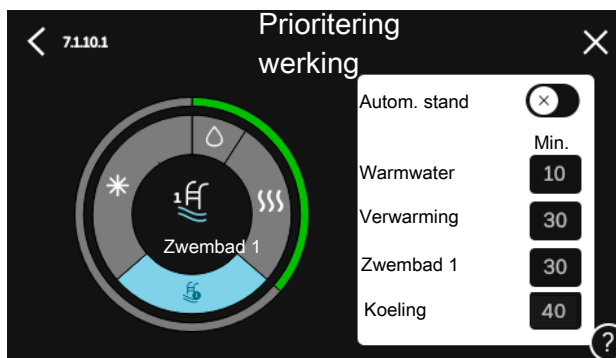 7.1.10.1
Prioritering
werking
Autom. stand
Min.
Warmwater 10
Verwarming 30
Zwembad 1 30
Koeling 40
1
Zwembad 1
?